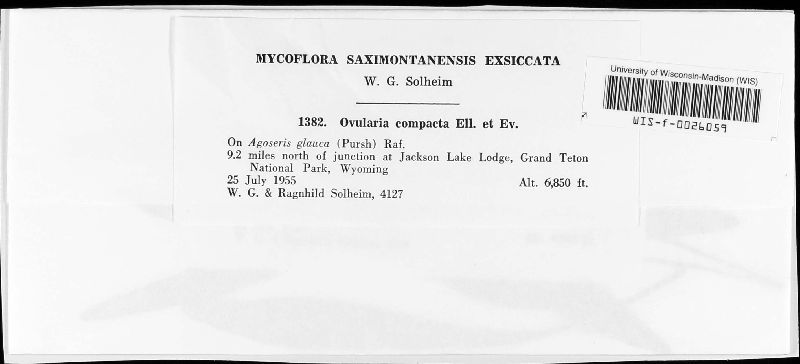 MYCOFLORA SAXIMONTANENSIS EXSICCATA
W. G. Solheim
1382. Ovularia compacta Ell. et Ev.
On Agoseris glauca (Pursh) Raf.
9.2 miles north of junction at Jackson Lake Lodge, Grand Teton
National Park, Wyoming
25 July 1955 Alt. 6,850 ft.
W. G. & Ragnhild Solheim, 4127
University of Wisconsin-Madison (WIS)
WIS-f-0026059